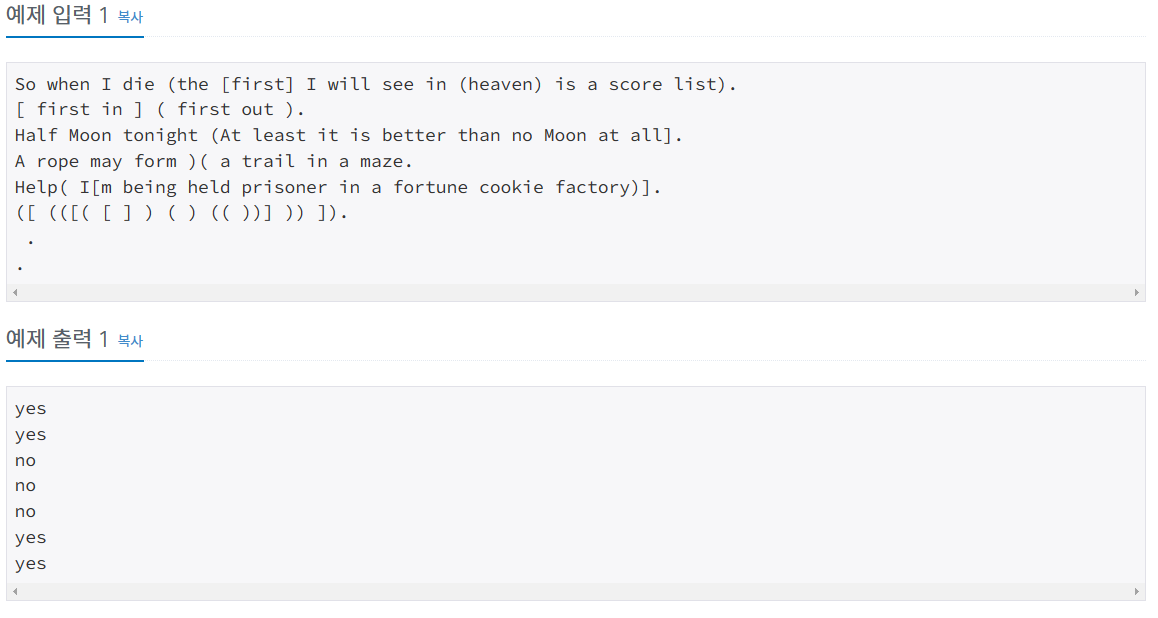 예제 입력 1 복사
So when I die (the [first] I will see in (heaven) is a score list).
[ first in ] ( first out ).
Half Moon tonight (At least it is better than no Moon at all].
A rope may form )( a trail in a maze.
Help( I[m being held prisoner in a fortune cookie factory)].
([ (([( [ ] ) ( ) (( ))] )) ]).
 .
.
예제 출력 1 복사
yes
yes
no
no
no
yes
yes